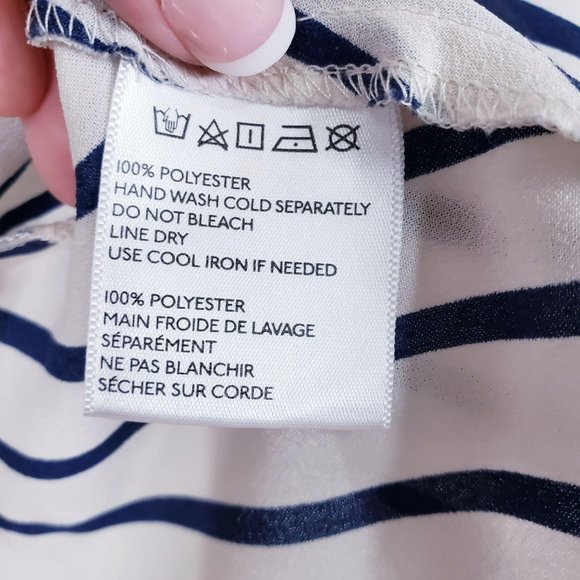 100% POLYESTER
HAND WASH COLD SEPARATELY
DO NOT BLEACH
LINE DRY
USE COOL IRON IF NEEDED
100% POLYESTER
MAIN FROIDE DE LAVAGE
SÉPARÉMENT
NE PAS BLANCHIR
SÉCHER SUR CORDE